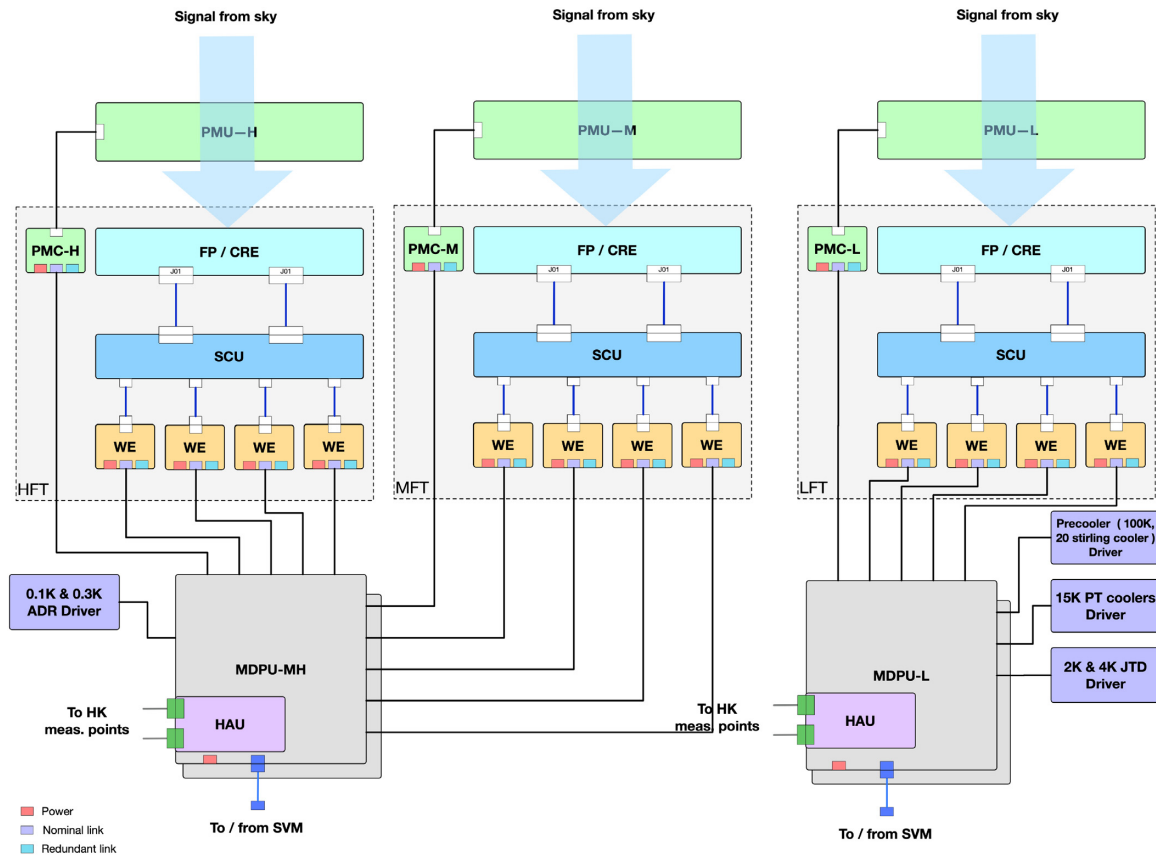 Signal from sky
Signal from sky
Signal from sky
PMU—H
PMU—M
PMU—L
PMC-H
FP / CRE
J01
J01
SCU
WE
WE
WE
WE
HFT
PMC-M
FP / CRE
J01
J01
SCU
WE
WE
WE
WE
MFT
PMC-L
FP / CRE
J01
J01
SCU
WE
WE
WE
WE
LFT
0.1K & 0.3K
ADR Driver
MDPU-MH
HAU
To HK
meas. points
To / from SVM
Precooler ( 100K,
20 stirling cooler )
Driver
15K PT coolers
Driver
2K & 4K JTD
Driver
MDPU-L
HAU
To HK
meas. points
To / from SVM
Power
Nominal link
Redundant link